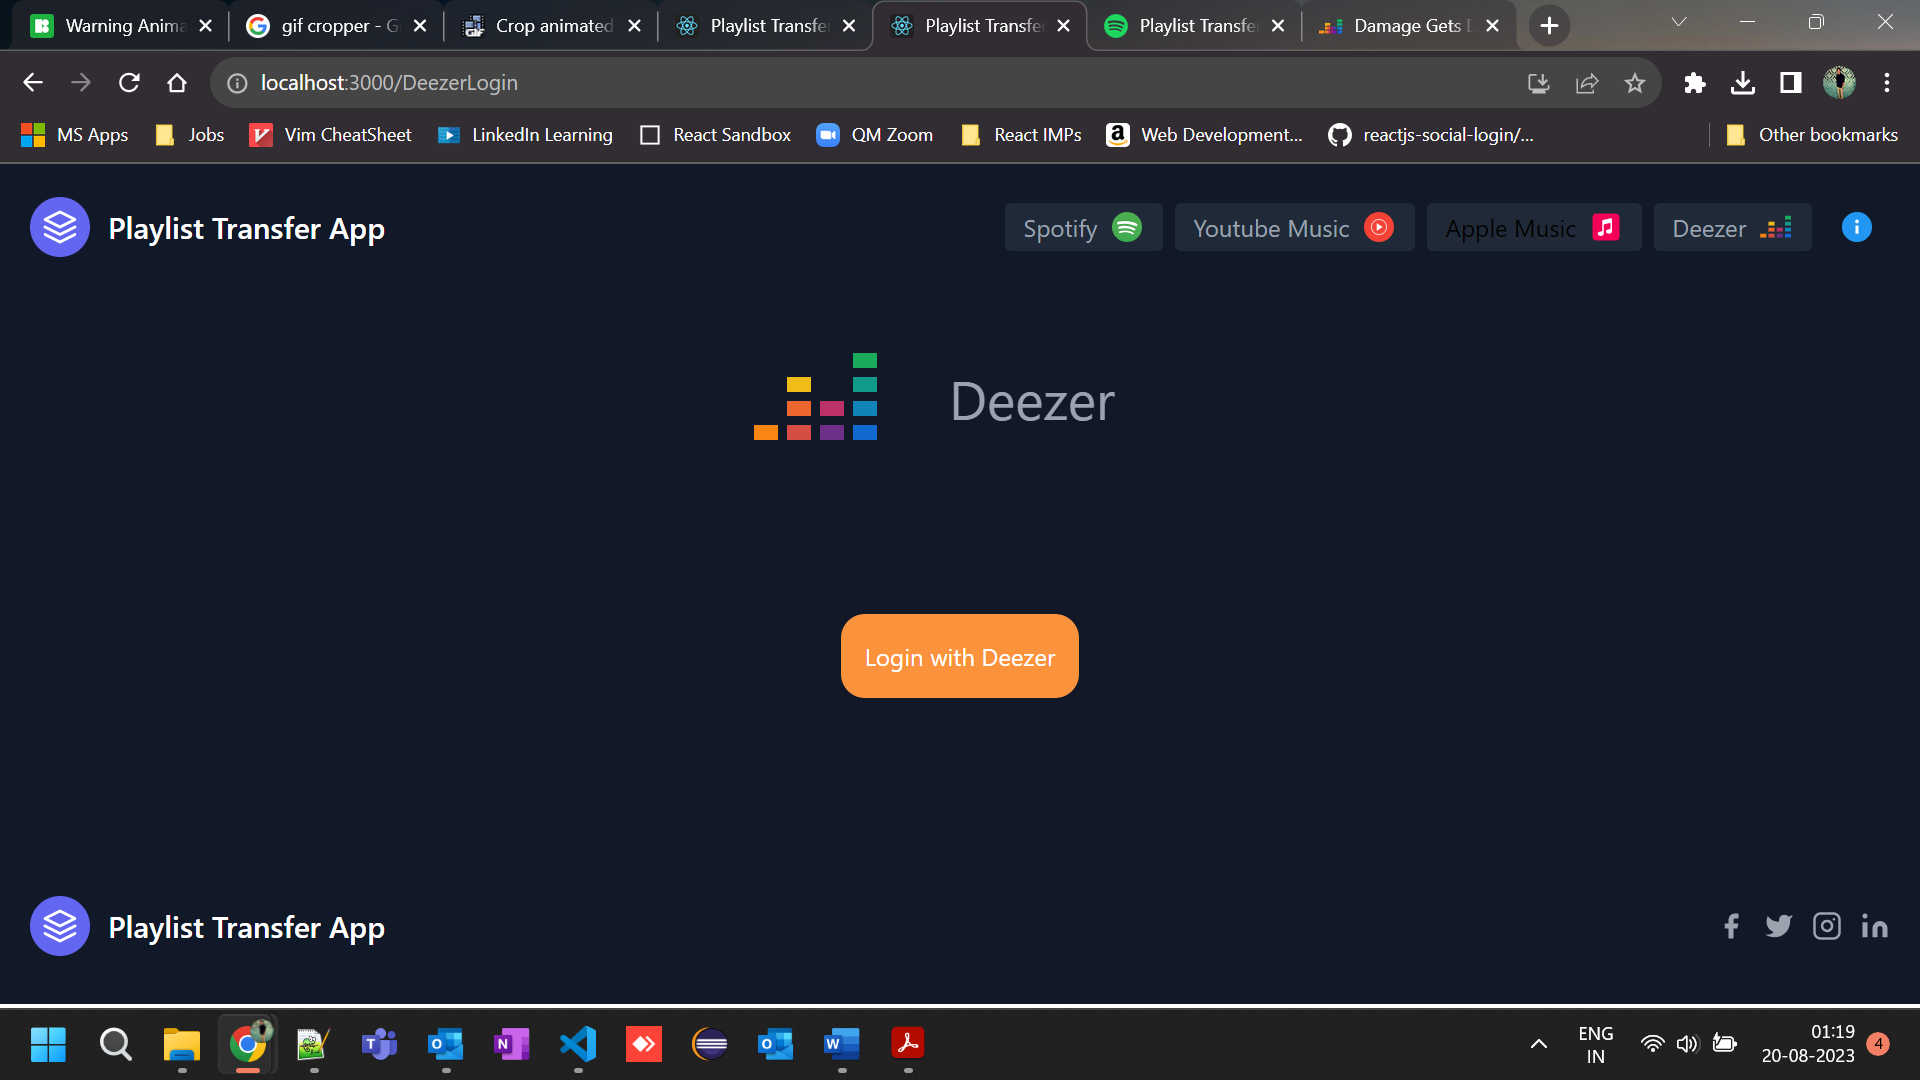 Warning Anima
gif cropper - G
Crop animated
Playlist Transfe
Playlist Transfe
Playlist Transfe
Damage Gets D
localhost:3000/DeezerLogin
MS Apps
Jobs
Vim CheatSheet
LinkedIn Learning
React Sandbox
QM Zoom
React IMPs
Web Development...
reactjs-social-login/...
Other bookmarks
Playlist Transfer App
Spotify
Youtube Music
Apple Music
Deezer
Deezer
Login with Deezer
Playlist Transfer App
ENG
IN
01:19
20-08-2023
4